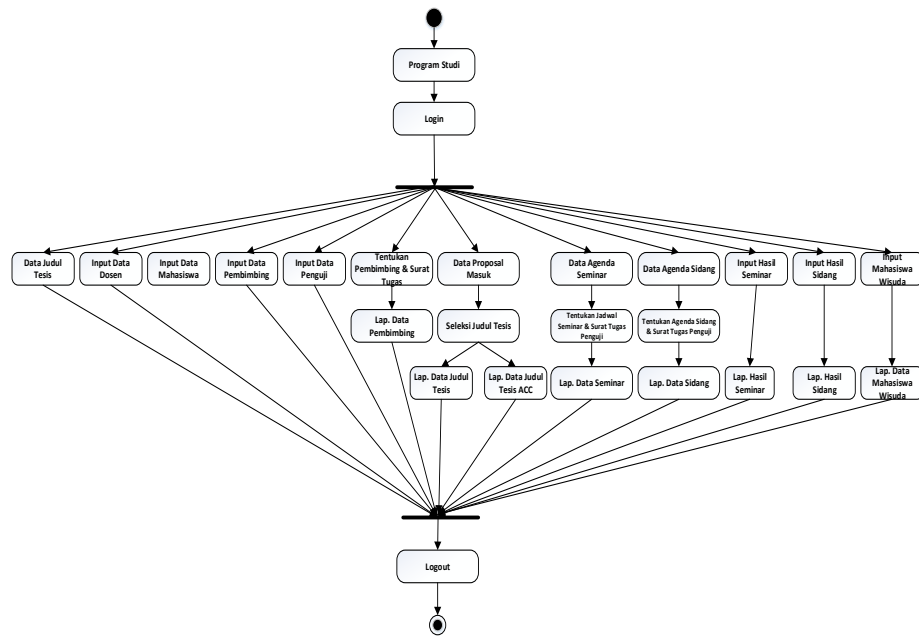 Program Studi
Login
Data Judul
Tesis
Input Data
Dosen
Input Data
Mahasiswa
Input Data
Pembimbing
Input Data
Penguji
Tentukan
Pembimbing & Surat
Tugas
Data Proposal
Masuk
Data Agenda
Seminar
Data Agenda Sidang
Input Hasil
Seminar
Input Hasil
Sidang
Input
Mahasiswa
Wisuda
Lap. Data
Pembimbing
Seleksi Judul Tesis
Tentukan Jadwal
Seminar & Surat Tugas
Penguji
Tentukan Agenda Sidang
& Surat Tugas Penguji
Lap. Data Judul
Tesis
Lap. Data Judul
Tesis ACC
Lap. Data Seminar
Lap. Data Sidang
Lap. Hasil
Seminar
Lap. Hasil
Sidang
Lap. Data
Mahasiswa
Wisuda
Logout